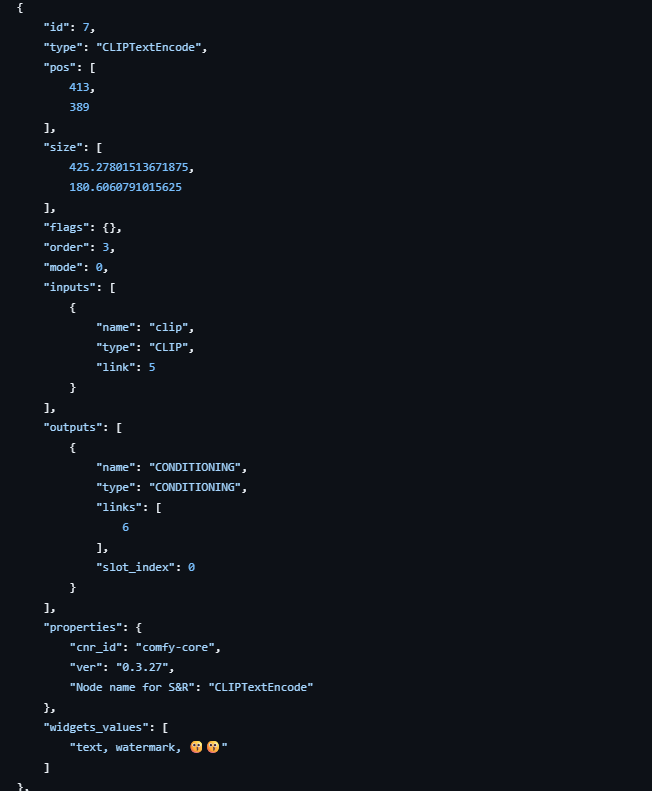 {
    "id": 7,
    "type": "CLIPTextEncode",
    "pos": [
        413,
        389
    ],
    "size": [
        425.27801513671875,
        180.6060791015625
    ],
    "flags": {},
    "order": 3,
    "mode": 0,
    "inputs": [
        {
            "name": "clip",
            "type": "CLIP",
            "link": 5
        }
    ],
    "outputs": [
        {
            "name": "CONDITIONING",
            "type": "CONDITIONING",
            "links": [
                6
            ],
            "slot_index": 0
        }
    ],
    "properties": {
        "cnr_id": "comfy-core",
        "ver": "0.3.27",
        "Node name for S&R": "CLIPTextEncode"
    },
    "widgets_values": [
        "text, watermark, 🤫🤫"
    ]
},